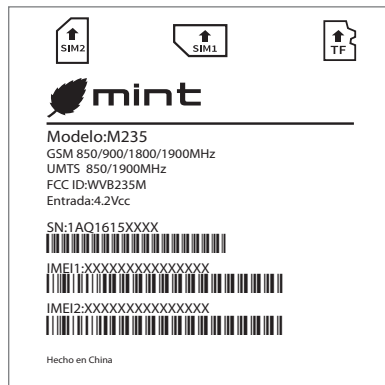 SIM2
SIM1
TF
mint
Modelo:M235
GSM 850/900/1800/1900MHz
UMTS 850/1900MHz
FCC ID:WVB235M
Entrada:4.2Vcc
SN:1AQ1615XXXX
IMEI1:XXXXXXXXXXXXXXX
IMEI2:XXXXXXXXXXXXXXX
Hecho en China